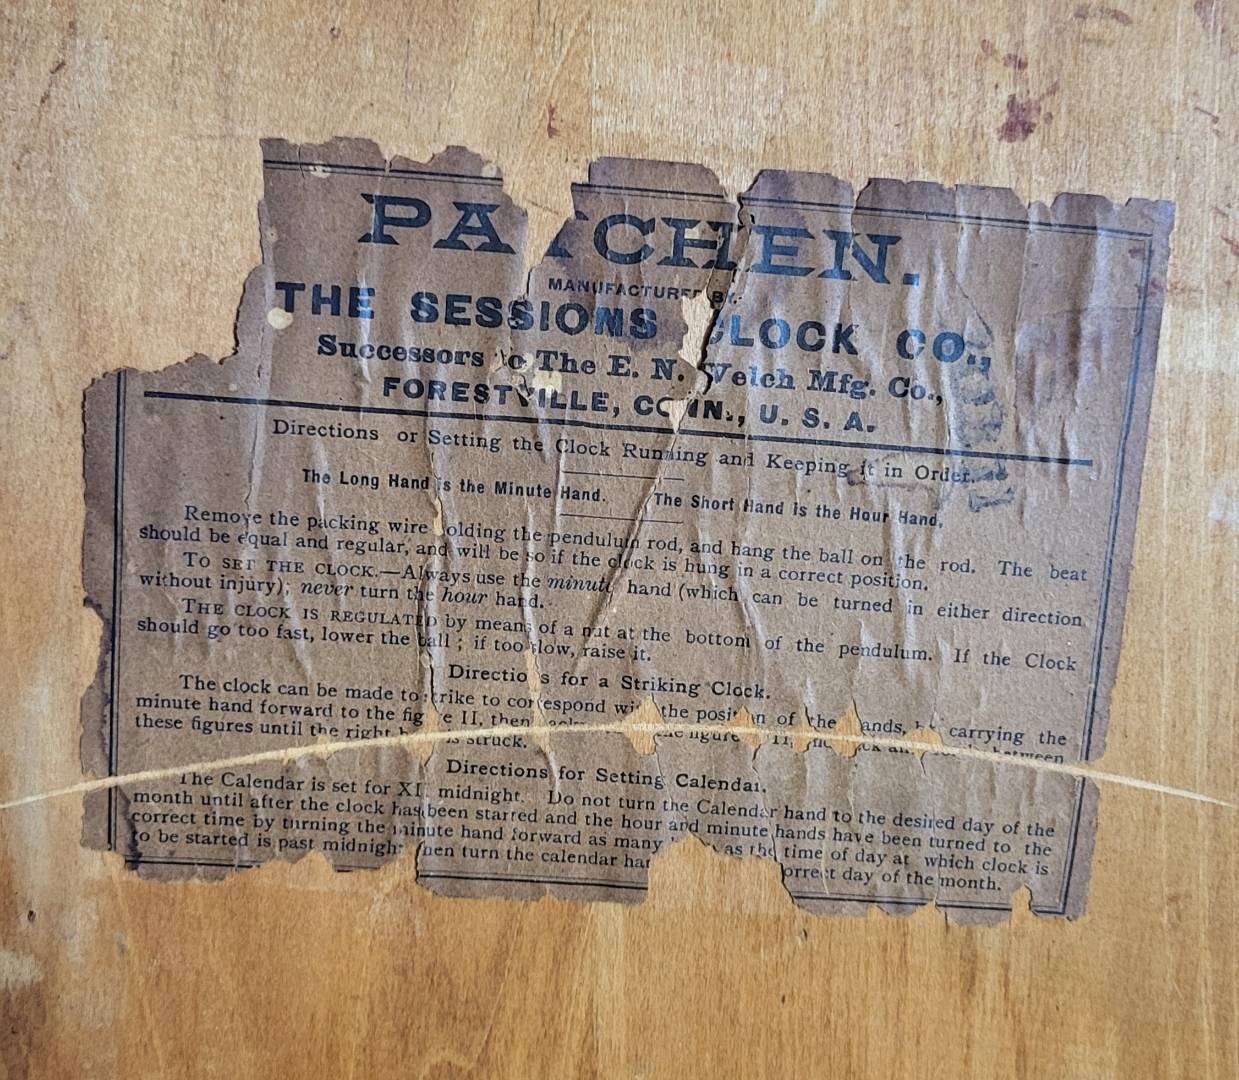 PATCHEN.
MANUFACTURED BY
THE SESSIONS CLOCK CO.,
Successors to The E. N. Welch Mfg. Co.,
FORESTVILLE, CONN., U. S. A.
Directions or Setting the Clock Running and Keeping it in Order.
The Long Hand is the Minute Hand. The Short Hand is the Hour Hand.
Remove the packing wire olding the pendulum rod, and hang the ball on the rod. The beat
should be equal and regular, and will be so if the clock is hung in a correct position.
TO SET THE CLOCK.—Always use the minute hand (which can be turned in either direction
without injury); never turn the hour hand.
THE CLOCK IS REGULATED by means of a nut at the bottom of the pendulum. If the Clock
should go too fast, lower the ball; if too slow, raise it.
Directions for a Striking Clock.
The clock can be made to strike to correspond with the position of the hands, by carrying the
minute hand forward to the figure II, then the figure II, between
these figures until the right is struck.
Directions for Setting Calendar.
The Calendar is set for XII midnight. Do not turn the Calendar hand to the desired day of the
month until after the clock has been started and the hour and minute hands have been turned to the
correct time by turning the minute hand forward as many as the time of day at which clock is
to be started is past midnight then turn the calendar orrect day of the month.